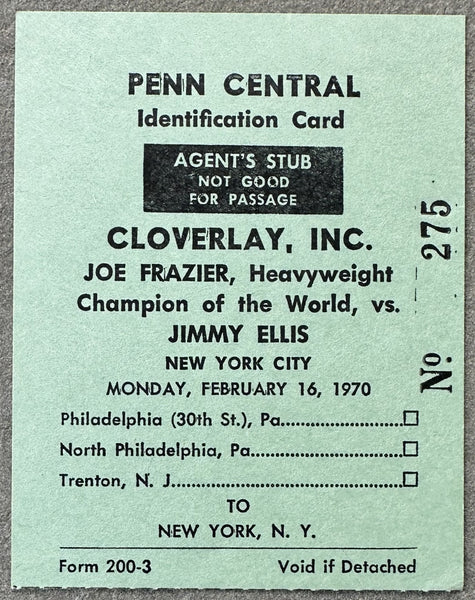 PENN CENTRAL
Identification Card
AGENT'S STUB
NOT GOOD
FOR PASSAGE
CLOVERLAY, INC.
JOE FRAZIER, Heavyweight
Champion of the World, vs.
JIMMY ELLIS
NEW YORK CITY
MONDAY, FEBRUARY 16, 1970
Philadelphia (30th St.), Pa.......................☐
North Philadelphia, Pa............................☐
Trenton, N. J..........................................☐
TO
NEW YORK, N. Y.
Form 200-3 Void if Detached
No. 275